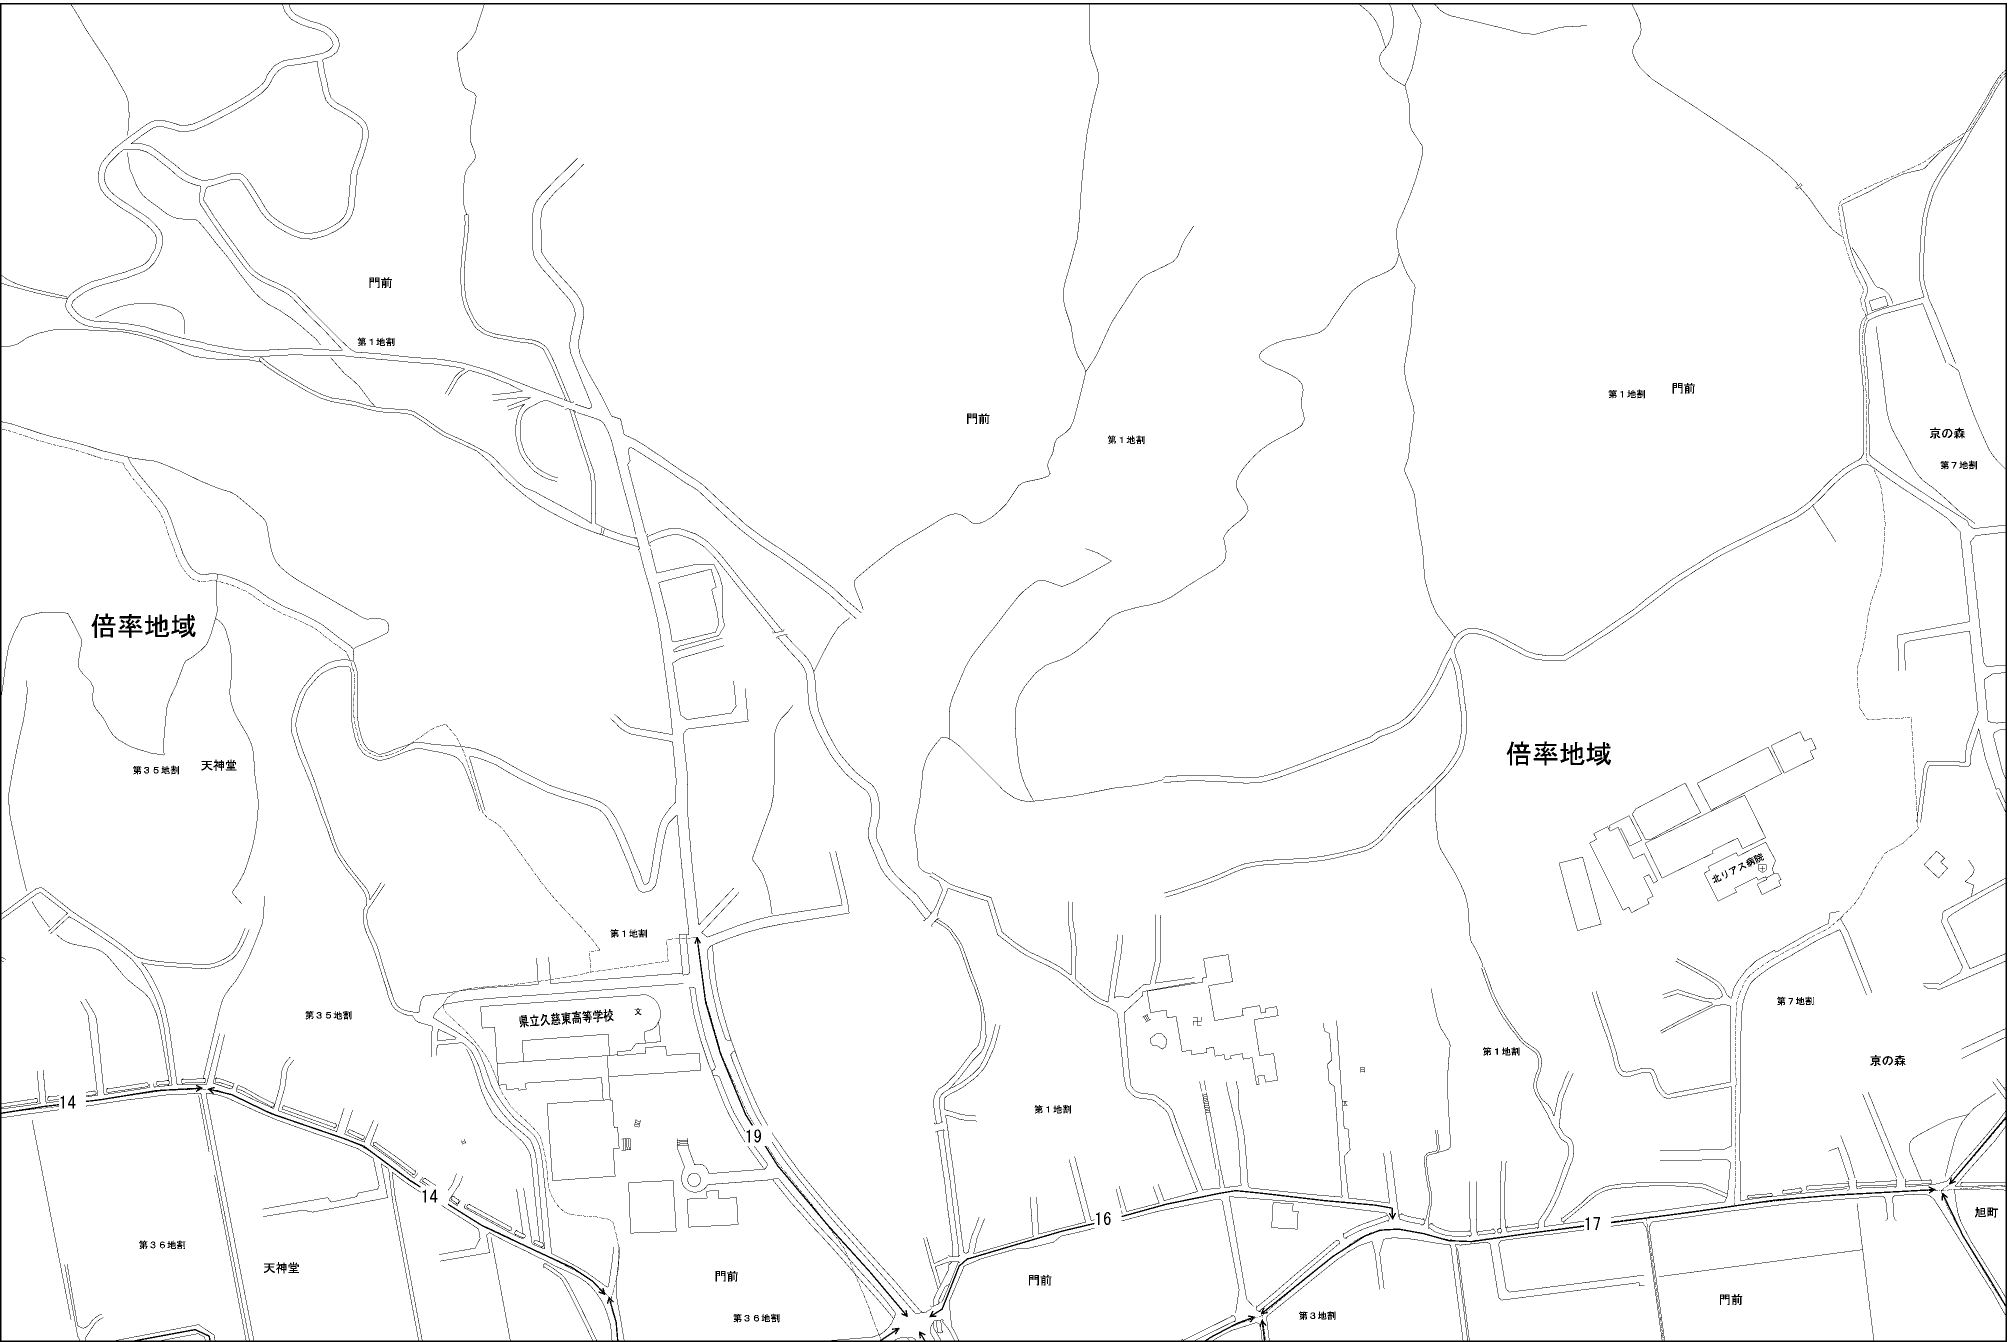 門前
第1地割
門前
第1地割
第1地割
門前
京の森
第7地割
倍率地域
倍率地域
第35地割
天神堂
北リアス病院
第1地割
第35地割
県立久慈東高等学校
文
第7地割
第1地割
京の森
14
第1地割
19
14
16
17
旭町
第36地割
天神堂
門前
門前
第36地割
第3地割
門前